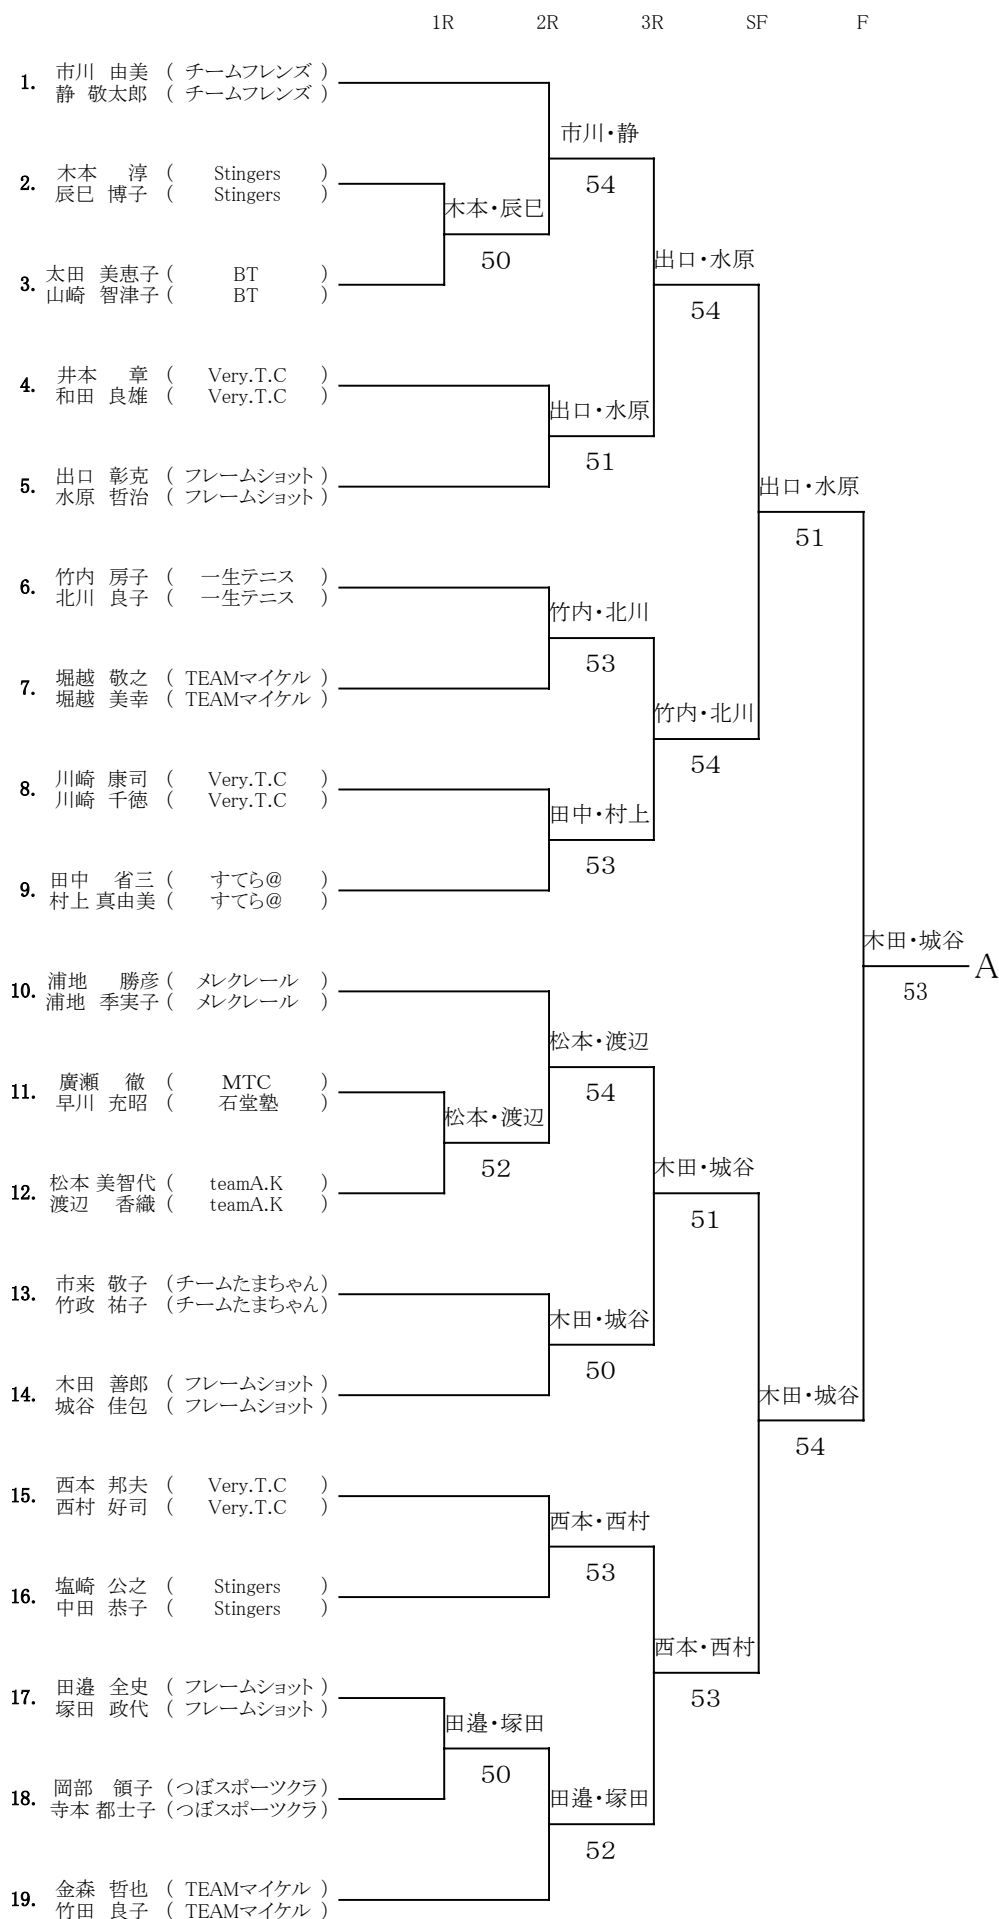 1R 2R 3R SF F
1. 市川 由美 ( チームフレンズ )
静 敬太郎 ( チームフレンズ )
市川・静
54
2. 木本 淳 ( Stingers )
辰巳 博子 ( Stingers )
木本・辰巳
50
3. 太田 美恵子 ( BT )
山崎 智津子 ( BT )
出口・水原
54
4. 井本 章 ( Very.T.C )
和田 良雄 ( Very.T.C )
出口・水原
51
5. 出口 彰克 ( フレームショット )
水原 哲治 ( フレームショット )
出口・水原
51
6. 竹内 房子 ( 一生テニス )
北川 良子 ( 一生テニス )
竹内・北川
53
7. 堀越 敬之 ( TEAMマイケル )
堀越 美幸 ( TEAMマイケル )
竹内・北川
54
8. 川崎 康司 ( Very.T.C )
川崎 千徳 ( Very.T.C )
田中・村上
53
9. 田中 省三 ( すてら@ )
村上 真由美 ( すてら@ )
木田・城谷
A
53
10. 浦地 勝彦 ( メレクレール )
浦地 季実子 ( メレクレール )
松本・渡辺
54
11. 廣瀬 徹 ( MTC )
早川 充昭 ( 石堂塾 )
松本・渡辺
52
12. 松本 美智代 ( teamA.K )
渡辺 香織 ( teamA.K )
木田・城谷
51
13. 市来 敬子 (チームたまちゃん)
竹政 祐子 (チームたまちゃん)
木田・城谷
50
14. 木田 善郎 ( フレームショット )
城谷 佳包 ( フレームショット )
木田・城谷
54
15. 西本 邦夫 ( Very.T.C )
西村 好司 ( Very.T.C )
西本・西村
53
16. 塩崎 公之 ( Stingers )
中田 恭子 ( Stingers )
西本・西村
53
17. 田邉 全史 ( フレームショット )
塚田 政代 ( フレームショット )
田邉・塚田
50
18. 岡部 領子 (つぼスポーツクラ)
寺本 都士子 (つぼスポーツクラ)
田邉・塚田
52
19. 金森 哲也 ( TEAMマイケル )
竹田 良子 ( TEAMマイケル )